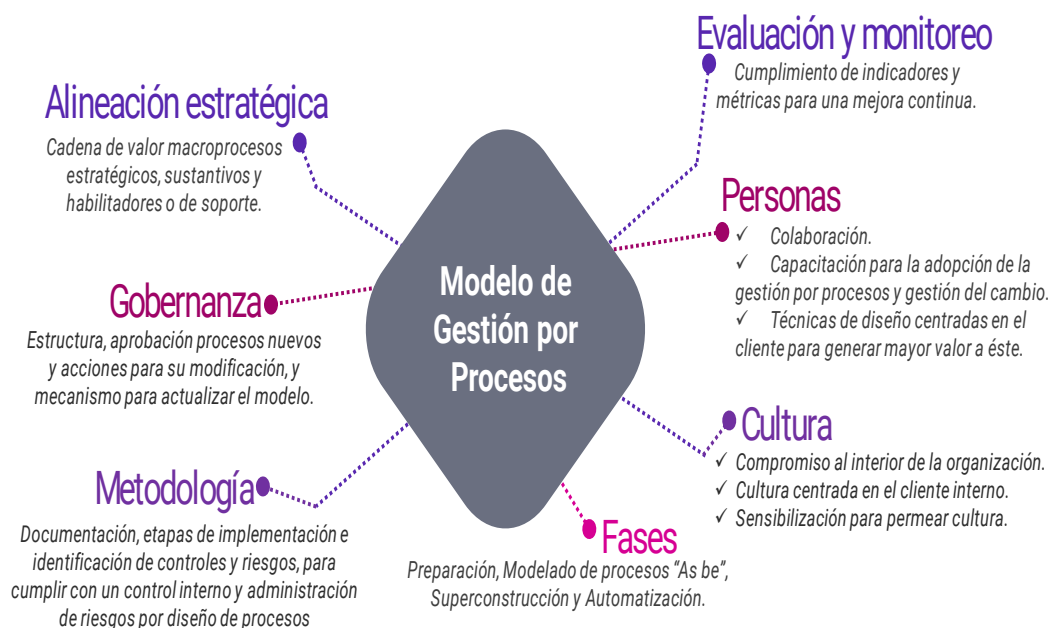 Evaluación y monitoreo
Cumplimiento de indicadores y
métricas para una mejora continua.
Alineación estratégica
Cadena de valor macroprocesos
estratégicos, sustantivos y
habilitadores o de soporte.
Personas
✓ Colaboración.
✓ Capacitación para la adopción de la
gestión por procesos y gestión del cambio.
✓ Técnicas de diseño centradas en el
cliente para generar mayor valor a éste.
Modelo de
Gestión por
Procesos
Gobernanza
Estructura, aprobación procesos nuevos
y acciones para su modificación, y
mecanismo para actualizar el modelo.
Cultura
✓ Compromiso al interior de la organización.
✓ Cultura centrada en el cliente interno.
✓ Sensibilización para permear cultura.
Metodología
Documentación, etapas de implementación e
identificación de controles y riesgos, para
cumplir con un control interno y administración
de riesgos por diseño de procesos
Fases
Preparación, Modelado de procesos “As be”,
Superconstrucción y Automatización.